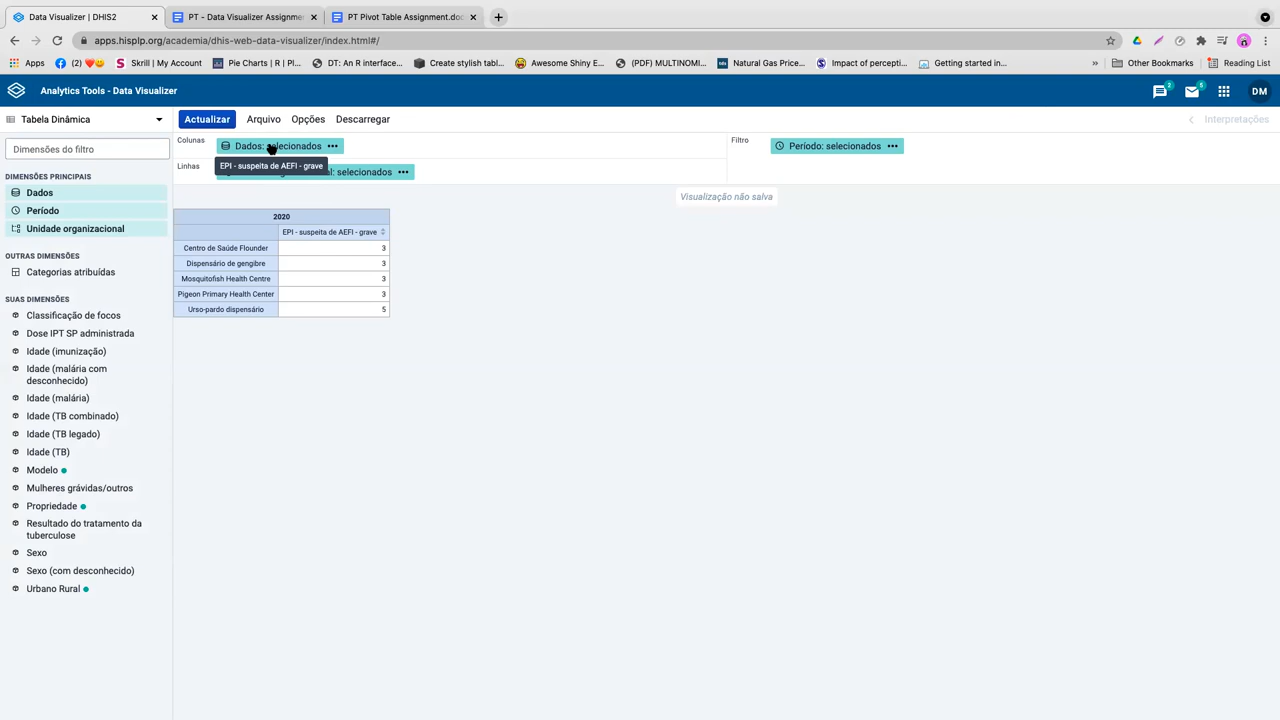 Data Visualizer | DHIS2
PT - Data Visualizer Assignme
PT Pivot Table Assignment.doc
apps.hisplp.org/academia/dhis-web-data-visualizer/index.html#/
Apps
(2) ❤️😄
Skrill | My Account
Pie Charts | R | Pl...
DT: An R interface...
Create stylish tabl...
Awesome Shiny E...
(PDF) MULTINOMI...
Natural Gas Price...
Impact of percepti...
Getting started in...
»
Other Bookmarks
Reading List
Analytics Tools - Data Visualizer
2
5
DM
Tabela Dinâmica
Actualizar
Arquivo
Opções
Descarregar
Interpretações
Dimensões do filtro
Colunas
Dados: selecionados
Filtro
Período: selecionados
EPI - suspeita de AEFI - grave
Linhas
al: selecionados
Visualização não salva
DIMENSÕES PRINCIPAIS
Dados
Período
Unidade organizacional
OUTRAS DIMENSÕES
Categorias atribuídas
SUAS DIMENSÕES
Classificação de focos
Dose IPT SP administrada
Idade (imunização)
Idade (malária com
desconhecido)
Idade (malária)
Idade (TB combinado)
Idade (TB legado)
Idade (TB)
Modelo
Mulheres grávidas/outros
Propriedade
Resultado do tratamento da
tuberculose
Sexo
Sexo (com desconhecido)
Urbano Rural
2020
EPI - suspeita de AEFI - grave
Centro de Saúde Flounder 3
Dispensário de gengibre 3
Mosquitofish Health Centre 3
Pigeon Primary Health Center 3
Urso-pardo dispensário 5